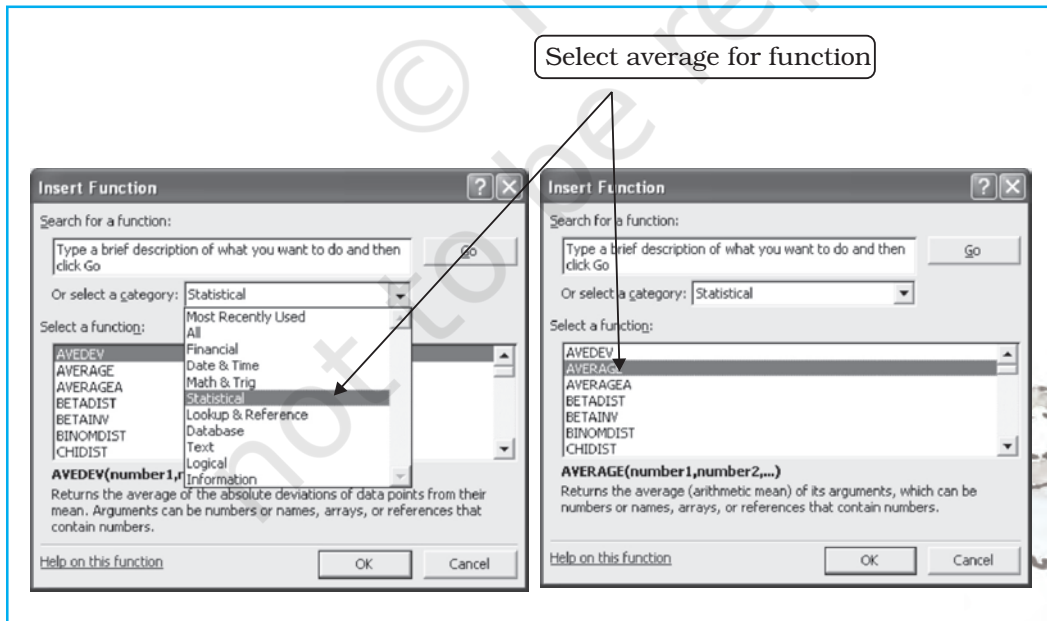 Select average for function
Insert Function
Search for a function:
Type a brief description of what you want to do and then
click Go
Go
Or select a category: Statistical
Most Recently Used
All
Financial
Date & Time
Math & Trig
Statistical
Lookup & Reference
Database
Text
Logical
Information
Select a function:
AVEDEV
AVERAGE
AVERAGEA
BETADIST
BETAINV
BINOMDIST
CHIDIST
AVEDEV(number1,
Returns the average of the absolute deviations of data points from their
mean. Arguments can be numbers or names, arrays, or references that
contain numbers.
Help on this function
OK
Cancel
Insert Function
Search for a function:
Type a brief description of what you want to do and then
click Go
Go
Or select a category: Statistical
Select a function:
AVEDEV
AVERAGE
AVERAGEA
BETADIST
BETAINV
BINOMDIST
CHIDIST
AVERAGE(number1,number2,...)
Returns the average (arithmetic mean) of its arguments, which can be
numbers or names, arrays, or references that contain numbers.
Help on this function
OK
Cancel
©
not to be re